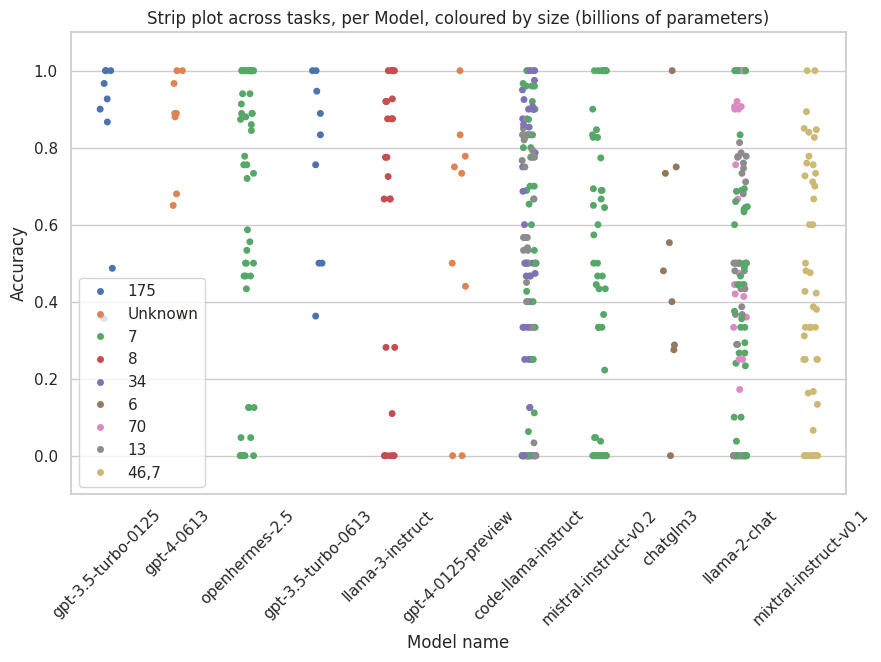 Strip plot across tasks, per Model, coloured by size (billions of parameters)
Accuracy
1.0
0.8
0.6
0.4
0.2
0.0
175
Unknown
7
8
34
6
70
13
46,7
gpt-3.5-turbo-0125
gpt-4-0613
openhermes-2.5
gpt-3.5-turbo-0613
llama-3-instruct
gpt-4-0125-preview
code-llama-instruct
mistral-instruct-v0.2
chatglm3
llama-2-chat
mixtral-instruct-v0.1
Model name